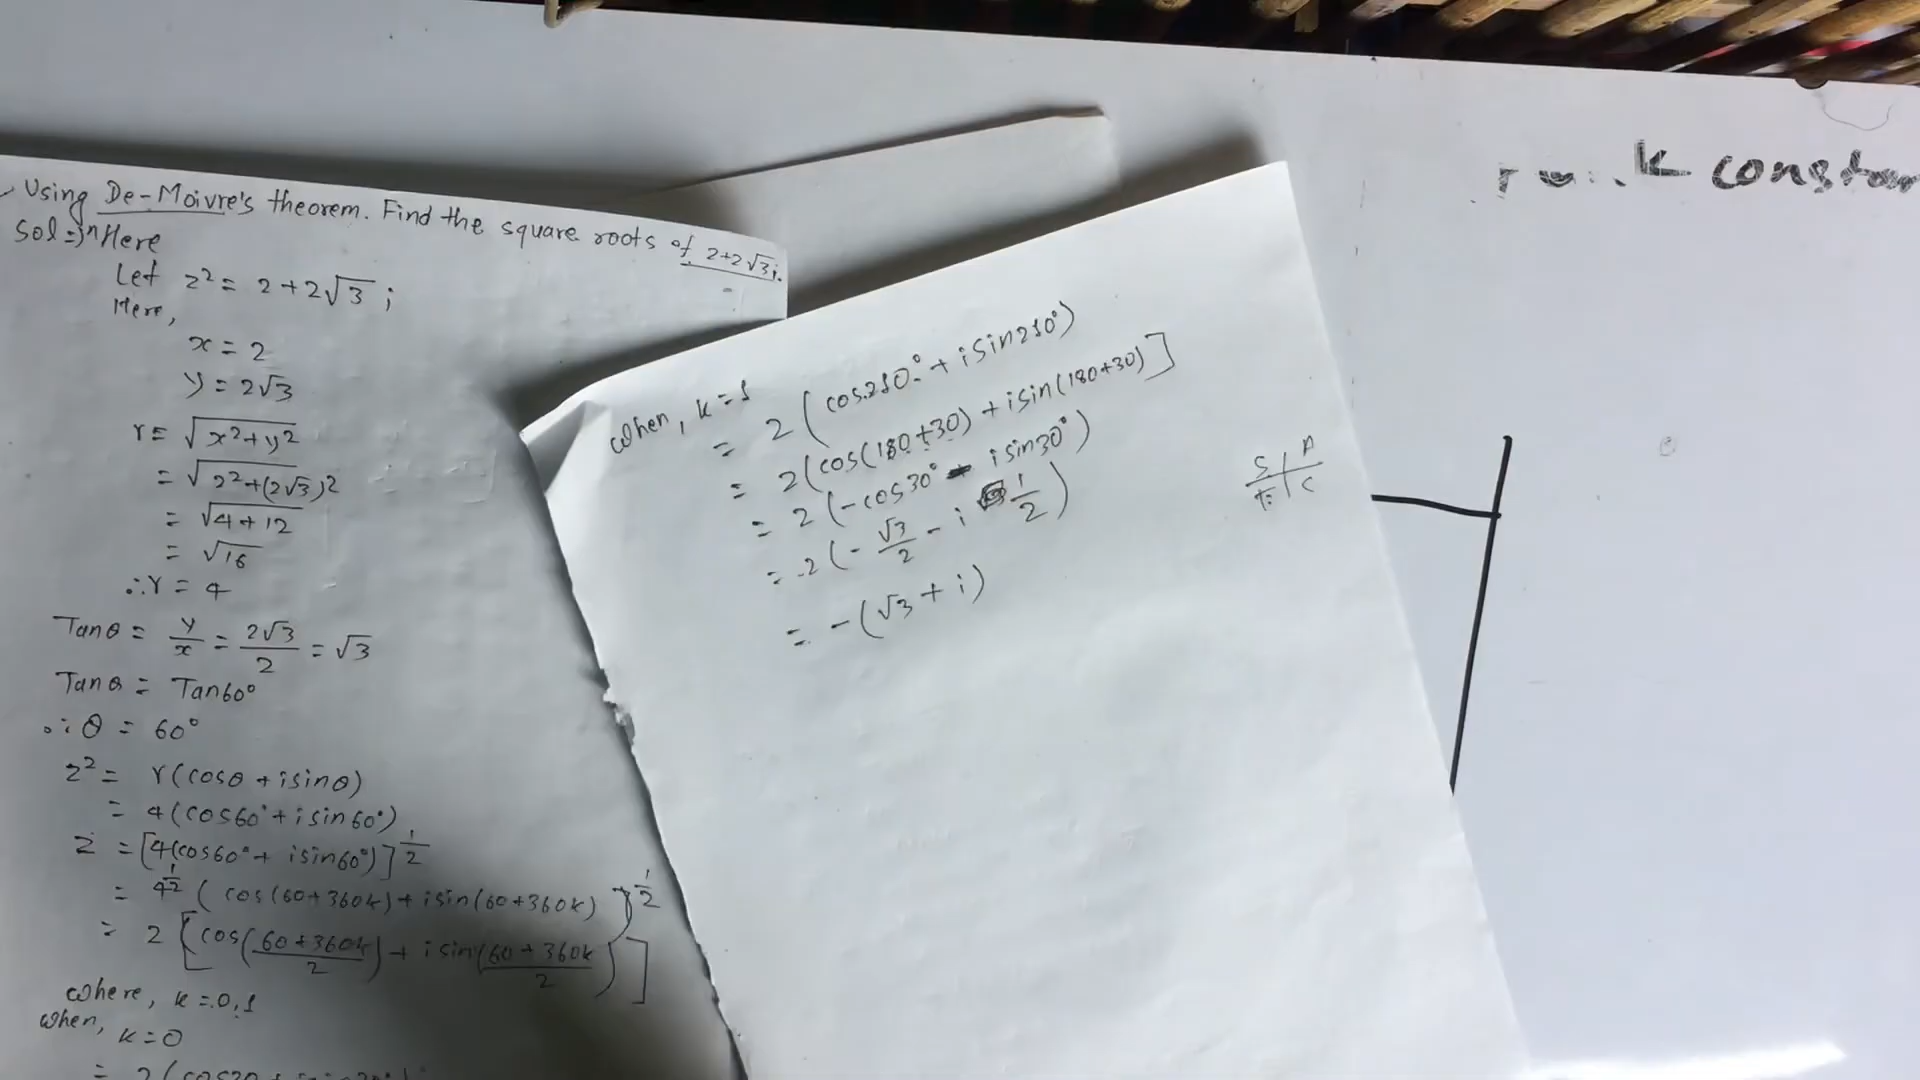 Using De-Moivre's theorem. Find the square roots of 2+2√3i.
Solⁿ=> Here
Let z² = 2+2√3 i
Here,
x = 2
y = 2√3
r = √x²+y²
= √2²+(2√3)²
= √4+12
= √16
∴r = 4
Tanθ = y/x = 2√3/2 = √3
Tanθ = Tan60°
∴ θ = 60°
z² = r(cosθ + isinθ)
= 4(cos60° + isin60°)
z = [4(cos60° + isin60°)]^1/2
= 4^1/2 (cos(60+360k) + isin(60+360k))^1/2
= 2 [cos(60+360k/2) + isin(60+360k/2)]
where, k = 0,1
when, k = 0
= 2(cos30 + isin30°)
when, k = 1
= 2(cos210° + isin210°)
= 2(cos(180+30) + isin(180+30)]
= 2(-cos30° - isin30°)
= 2(-√3/2 - i 1/2)
= -(√3 + i)
S A
T C
k constan